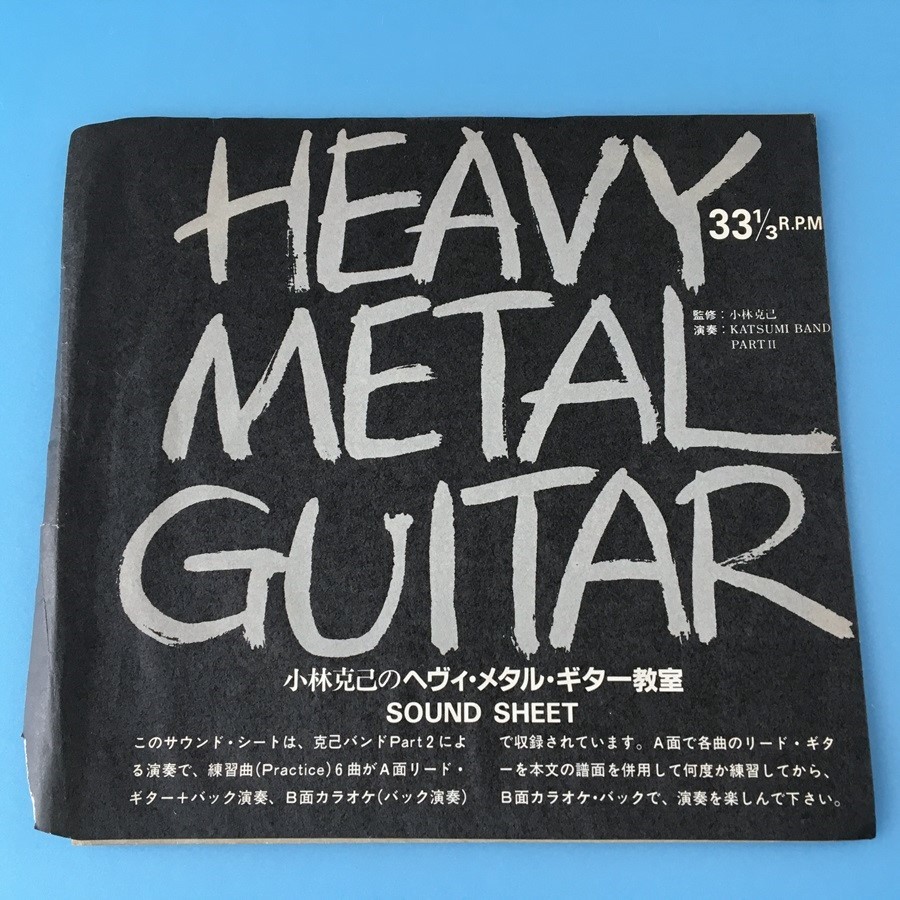 HEAVY
33⅓ R.P.M
METAL
監修：小林克己
演奏：KATSUMI BAND
PART II
GUITAR
小林克己のヘヴィ・メタル・ギター教室
SOUND SHEET
このサウンド・シートは、克己バンドPart2によ
る演奏で、練習曲(Practice)6曲がA面リード・
ギター＋バック演奏、B面カラオケ(バック演奏)
で収録されています。A面で各曲のリード・ギタ
ーを本文の譜面を併用して何度か練習してから、
B面カラオケ・バックで、演奏を楽しんで下さい。